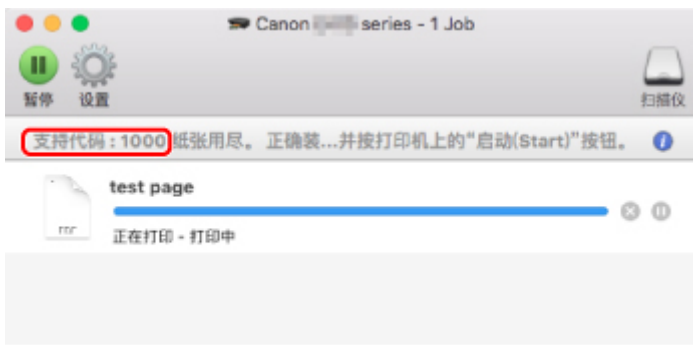 Canon series - 1 Job
暂停
设置
扫描仪
支持代码 : 1000 纸张用尽。 正确装...并按打印机上的“启动(Start)”按钮。
test page
正在打印 - 打印中